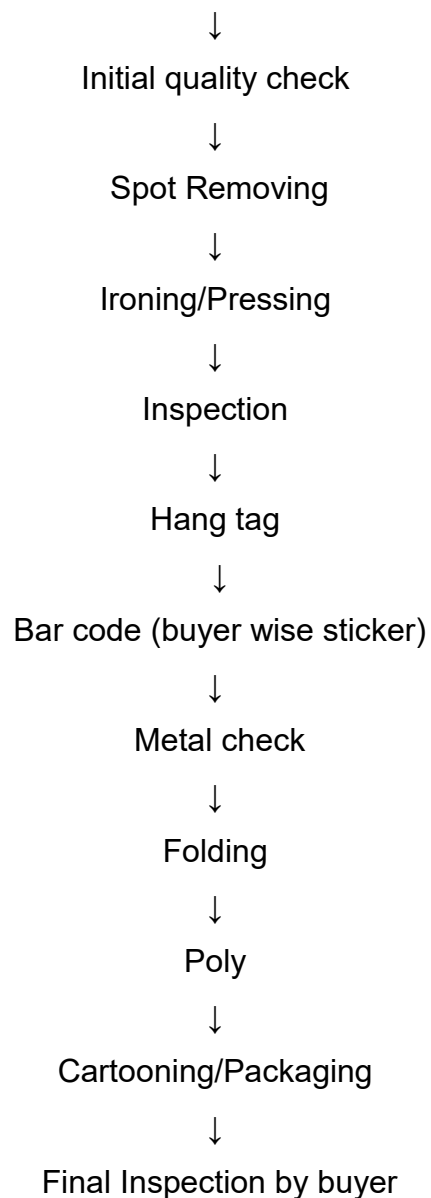 ↓
Initial quality check
↓
Spot Removing
↓
Ironing/Pressing
↓
Inspection
↓
Hang tag
↓
Bar code (buyer wise sticker)
↓
Metal check
↓
Folding
↓
Poly
↓
Cartooning/Packaging
↓
Final Inspection by buyer